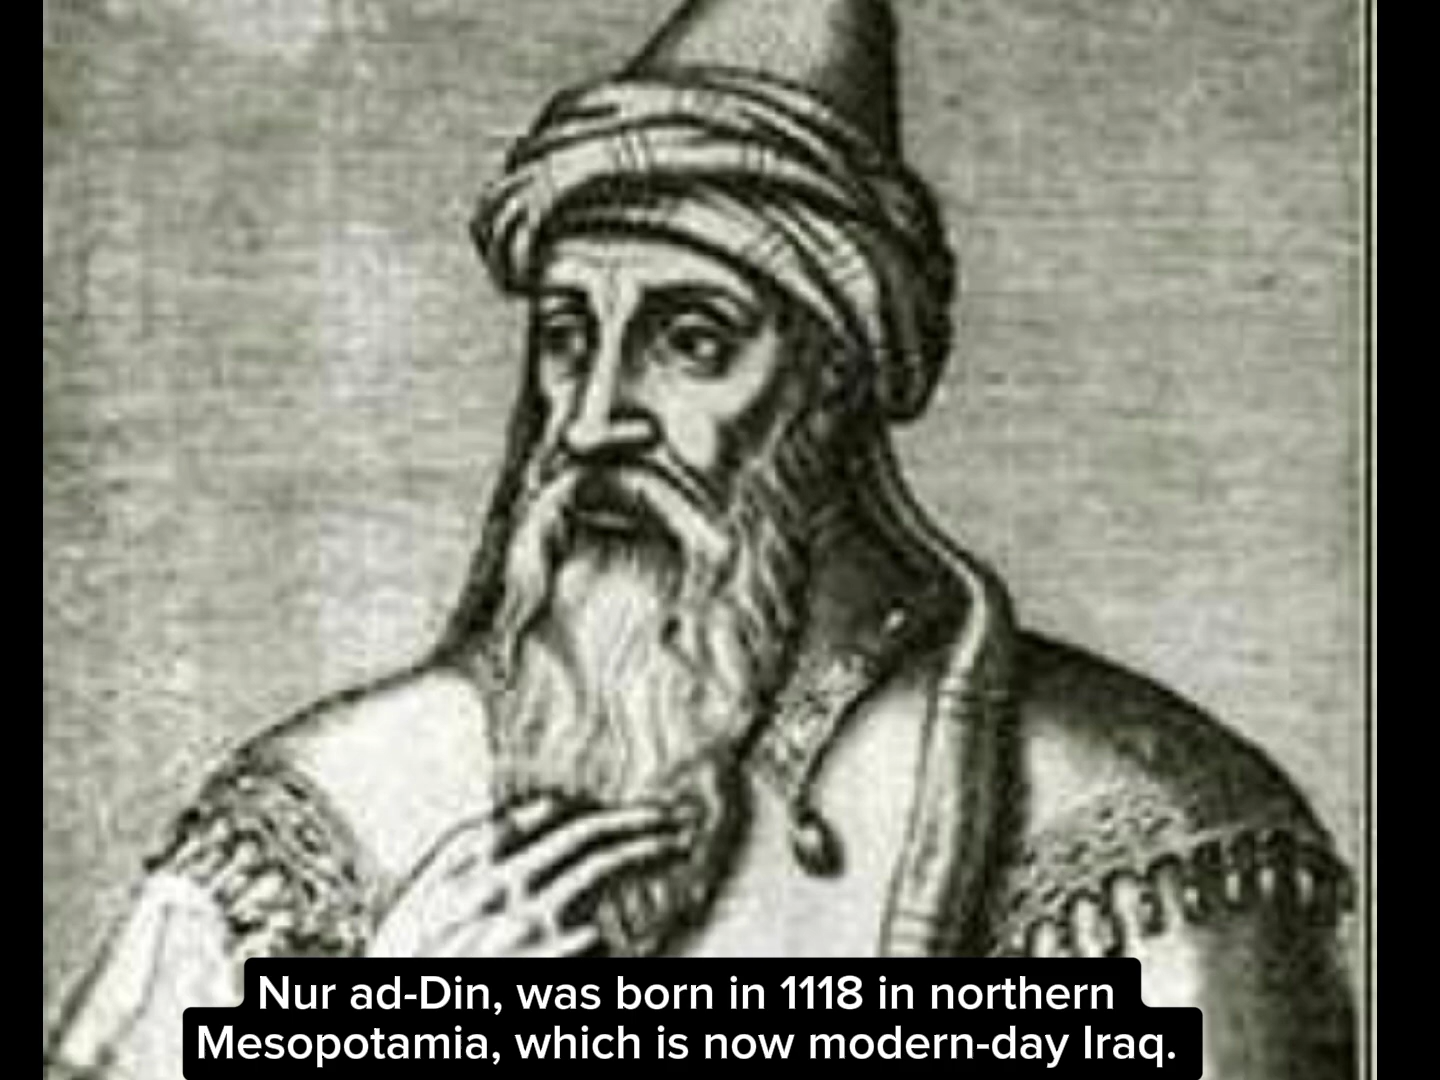 Nur ad-Din, was born in 1118 in northern
Mesopotamia, which is now modern-day Iraq.